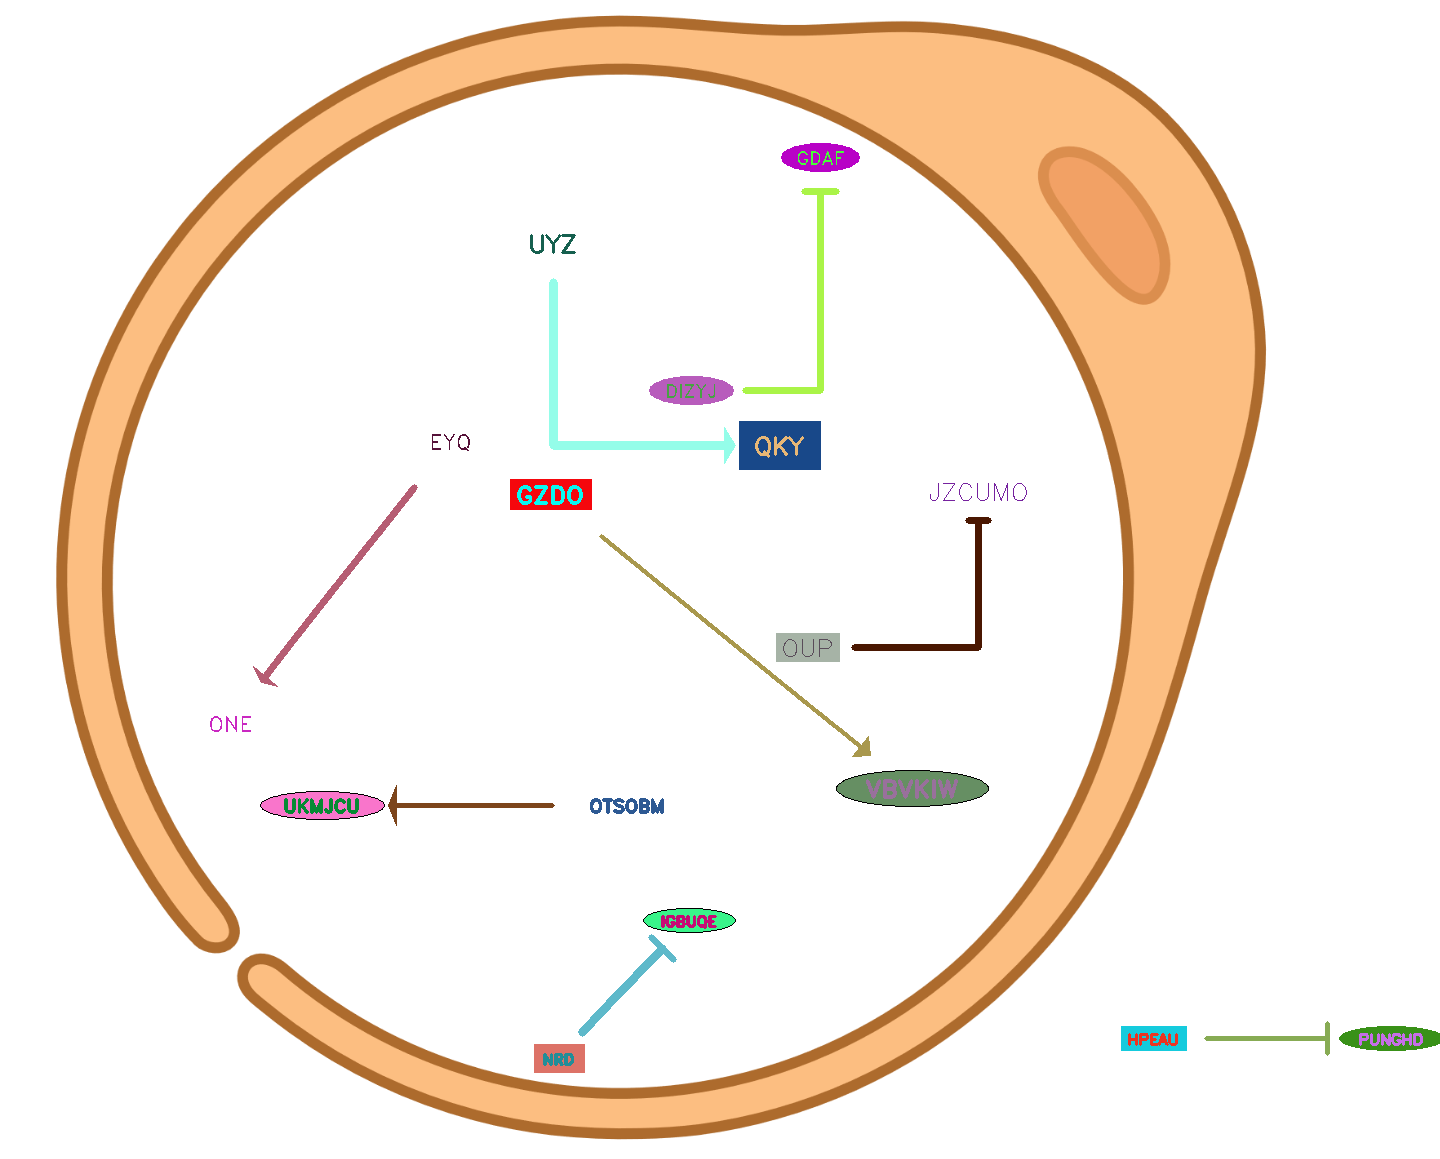 GDAF
UYZ
DIZYJ
EYQ
QKY
GZDO
JZCUMO
OUP
ONE
VBVKIW
UKMJCU
OTSOBM
IGBUQE
NRD
HPEAU
PUNGHD